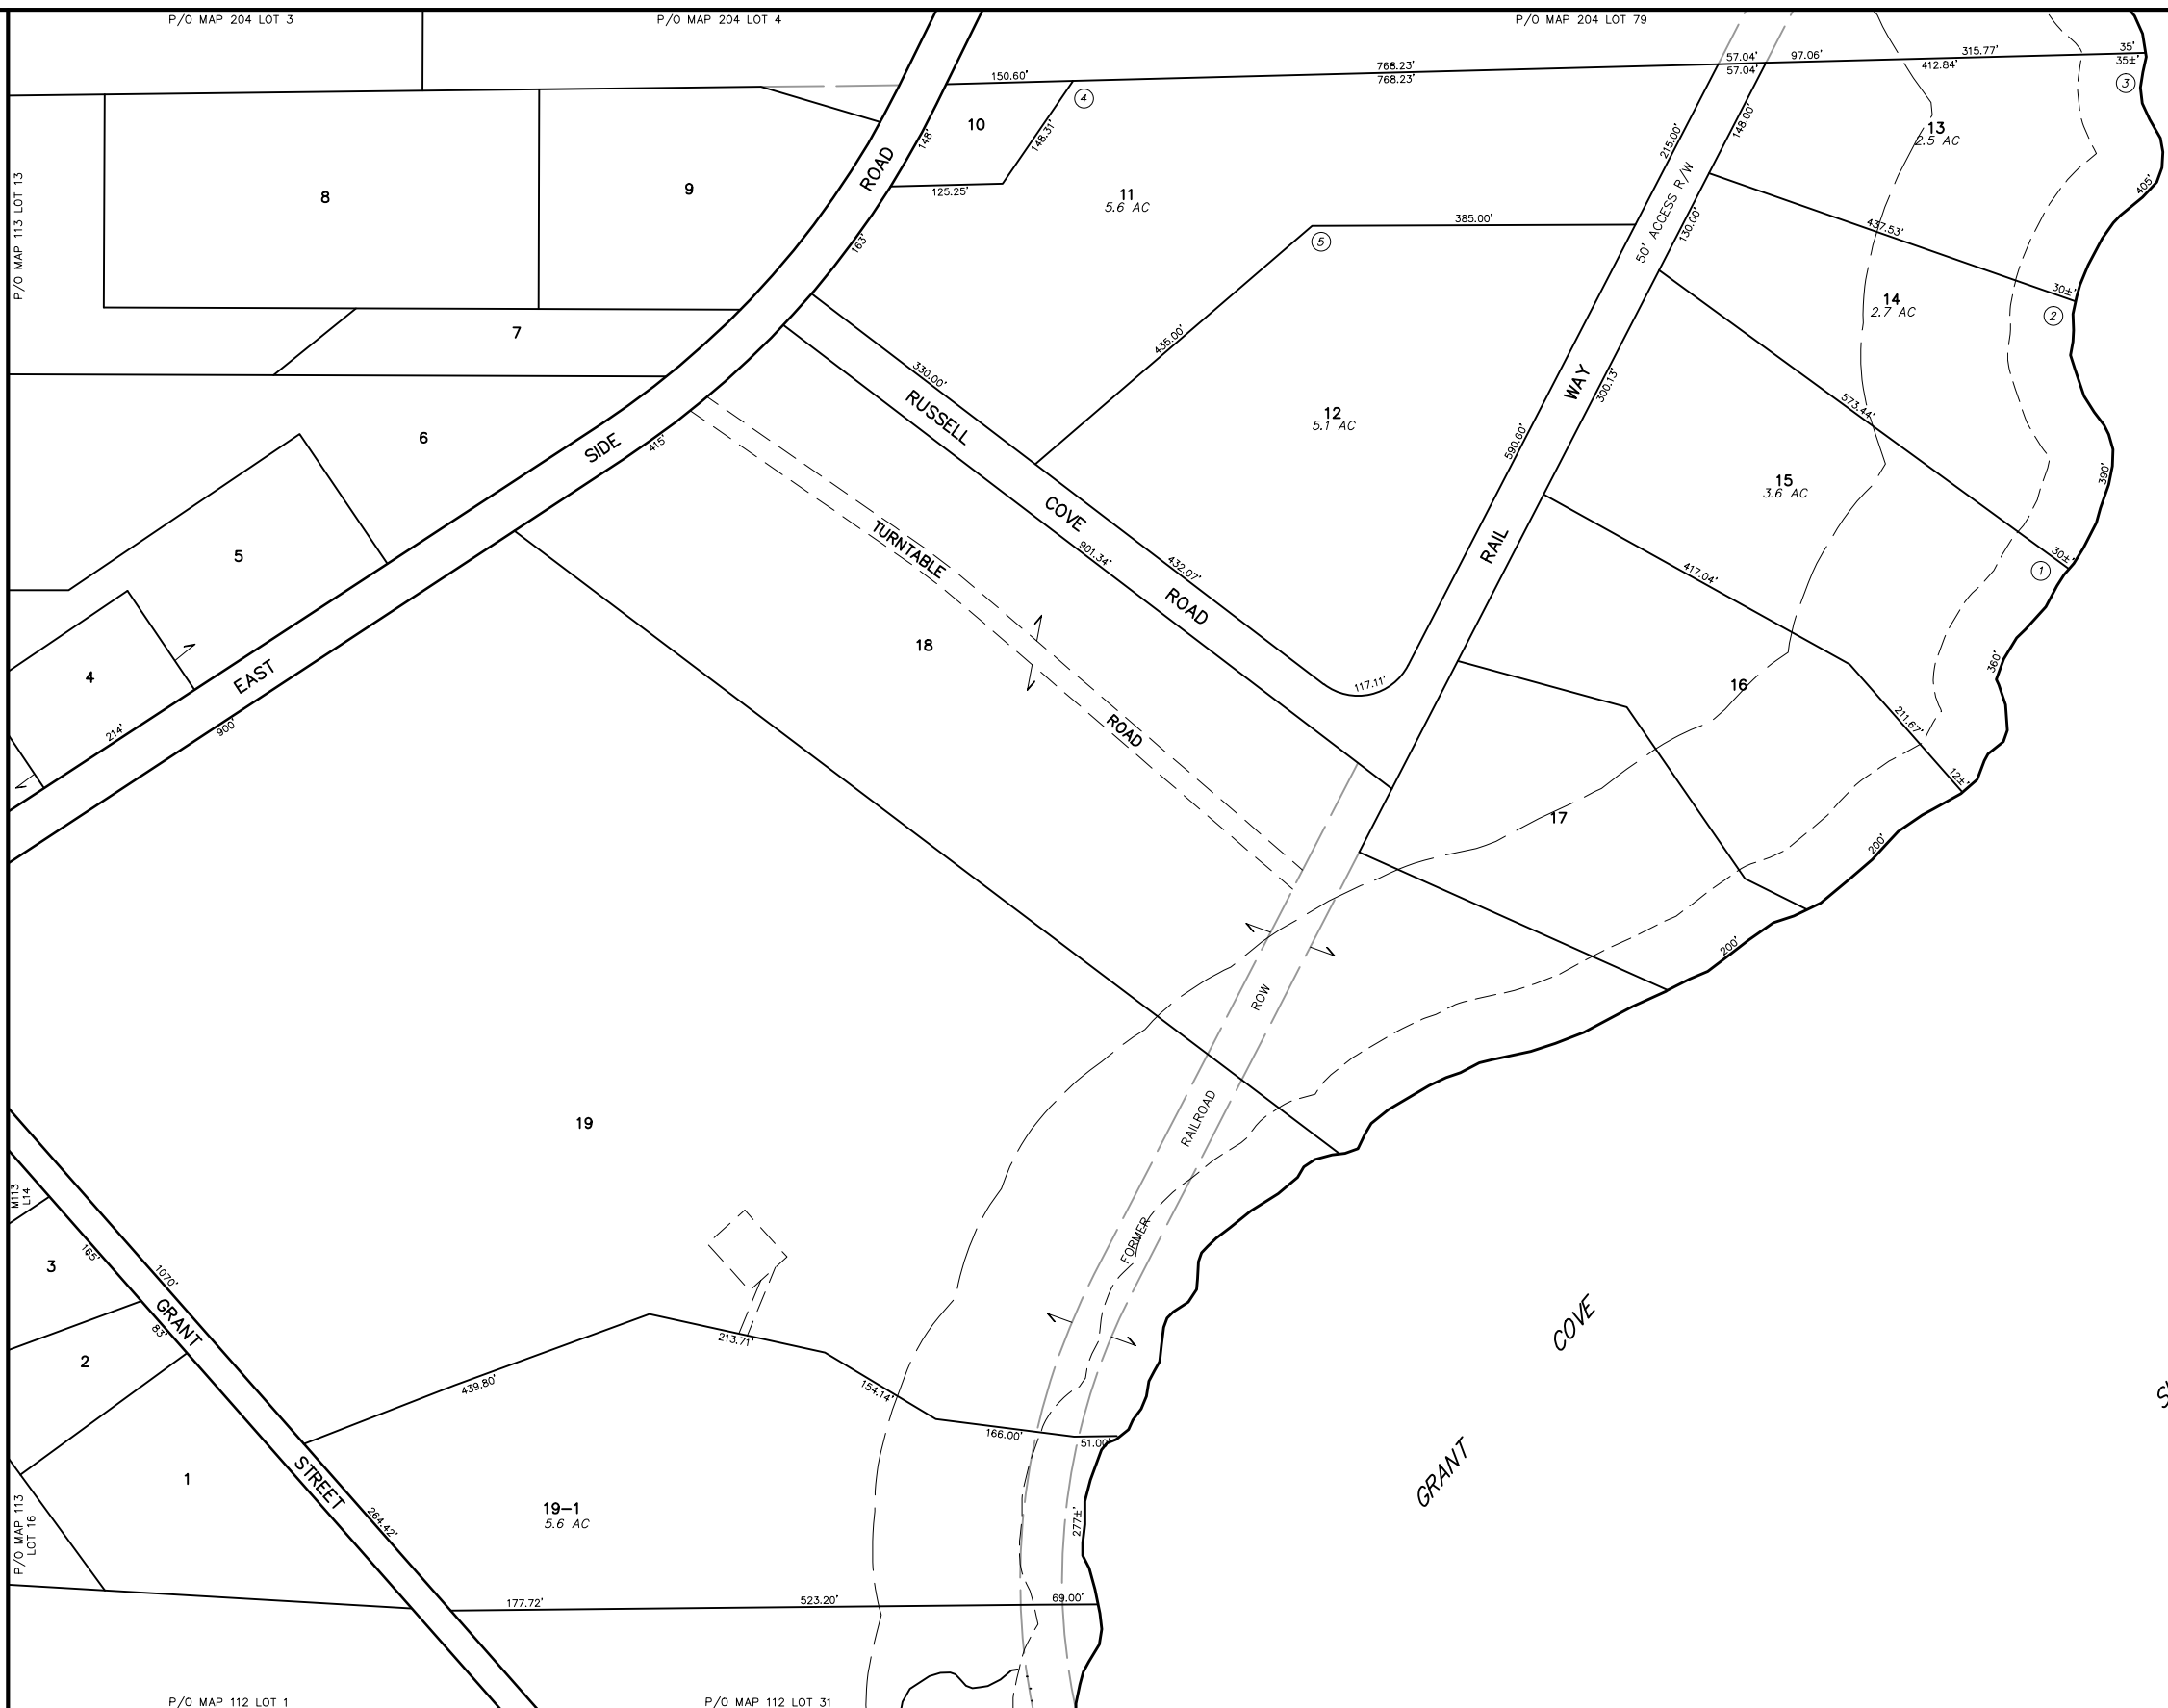 P/O MAP 204 LOT 3
P/O MAP 204 LOT 4
P/O MAP 204 LOT 79
150.60'
768.23'
768.23'
57.04'
57.04'
97.06'
315.77'
412.84'
35'
35±'
3
4
10
148'
148.31'
125.25'
ROAD
163'
11
5.6 AC
215.00'
148.00'
50' ACCESS R/W
130.00'
13
2.5 AC
405'
437.53'
30±'
2
P/O MAP 113 LOT 13
8
9
7
385.00'
5
435.00'
14
2.7 AC
330.00'
RUSSELL
12
5.1 AC
WAY
300.13'
590.60'
573.44'
390'
6
SIDE
415'
15
3.6 AC
COVE
901.34'
432.07'
ROAD
TURNTABLE
RAIL
417.04'
30±'
1
5
18
4
EAST
214'
900'
117.11'
16
360'
211.67'
12±'
ROAD
17
200'
200'
ROW
RAILROAD
FORMER
19
M113
L14
3
165'
1070'
GRANT
83'
2
213.71'
439.80'
154.14'
166.00'
51.00'
COVE
GRANT
1
STREET
264.42'
19-1
5.6 AC
277±'
P/O MAP 113
LOT 16
177.72'
523.20'
69.00'
P/O MAP 112 LOT 1
P/O MAP 112 LOT 31